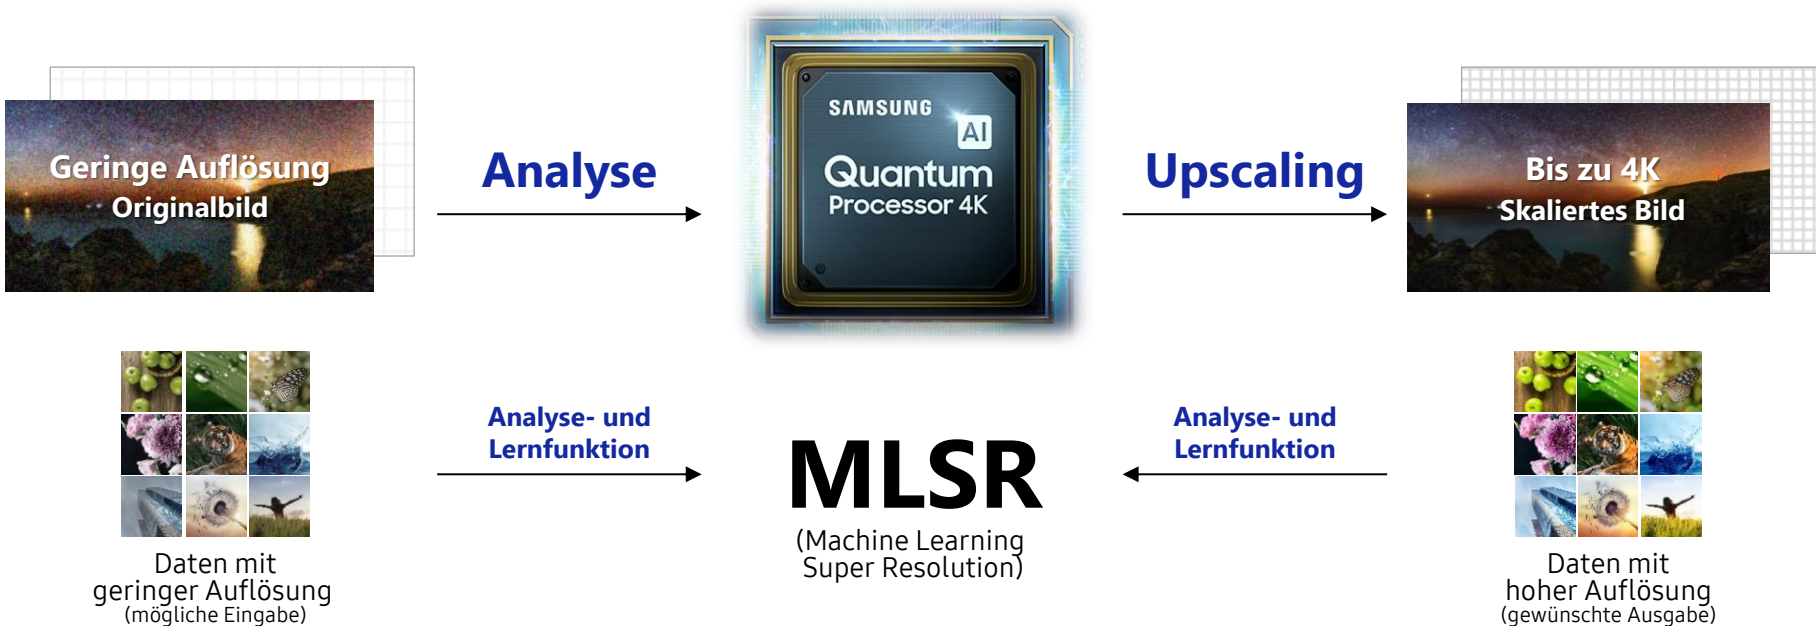 Geringe Auflösung
Originalbild
Analyse
SAMSUNG
AI
Quantum
Processor 4K
Upscaling
Bis zu 4K
Skaliertes Bild
Daten mit
geringer Auflösung
(mögliche Eingabe)
Analyse- und
Lernfunktion
MLSR
(Machine Learning
Super Resolution)
Analyse- und
Lernfunktion
Daten mit
hoher Auflösung
(gewünschte Ausgabe)